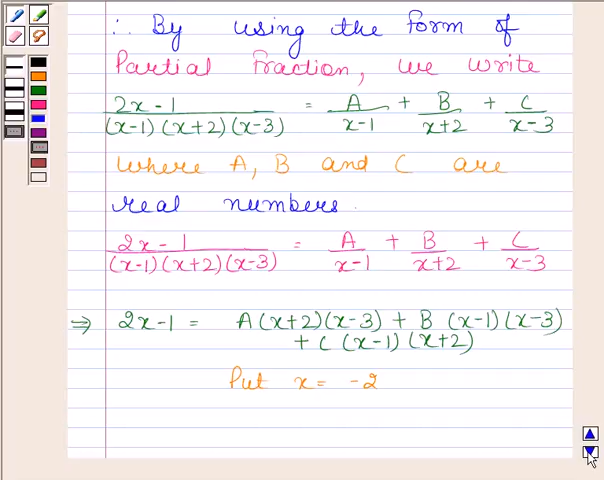 ∴ By using the form of
Partial Fraction, we write
2x-1/(x-1)(x+2)(x-3) = A/x-1 + B/x+2 + C/x-3
where A, B and C are
real numbers.
2x-1/(x-1)(x+2)(x-3) = A/x-1 + B/x+2 + C/x-3
⇒ 2x-1 = A(x+2)(x-3) + B (x-1)(x-3)
+ C (x-1)(x+2)
Put x = -2